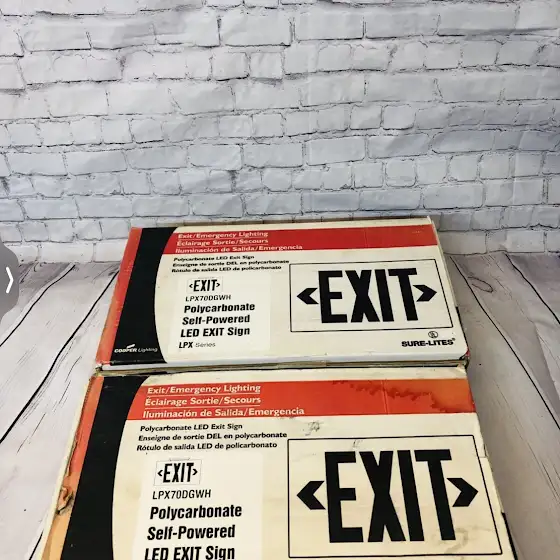 Exit/Emergency Lighting
Éclairage Sortie/Secours
Iluminación de Salida/Emergencia
Polycarbonate LED Exit Sign
Enseigne de sortie DEL en polycarbonate
Rótulo de salida LED de policarbonato
EXIT
LPX70DGWH
Polycarbonate
Self-Powered
LED EXIT Sign
LPX Series
COOPER Lighting
EXIT
UL
SURE-LITES®
Exit/Emergency Lighting
Éclairage Sortie/Secours
Iluminación de Salida/Emergencia
Polycarbonate LED Exit Sign
Enseigne de sortie DEL en polycarbonate
Rótulo de salida LED de policarbonato
EXIT
LPX70DGWH
Polycarbonate
Self-Powered
LED EXIT Sign
EXIT